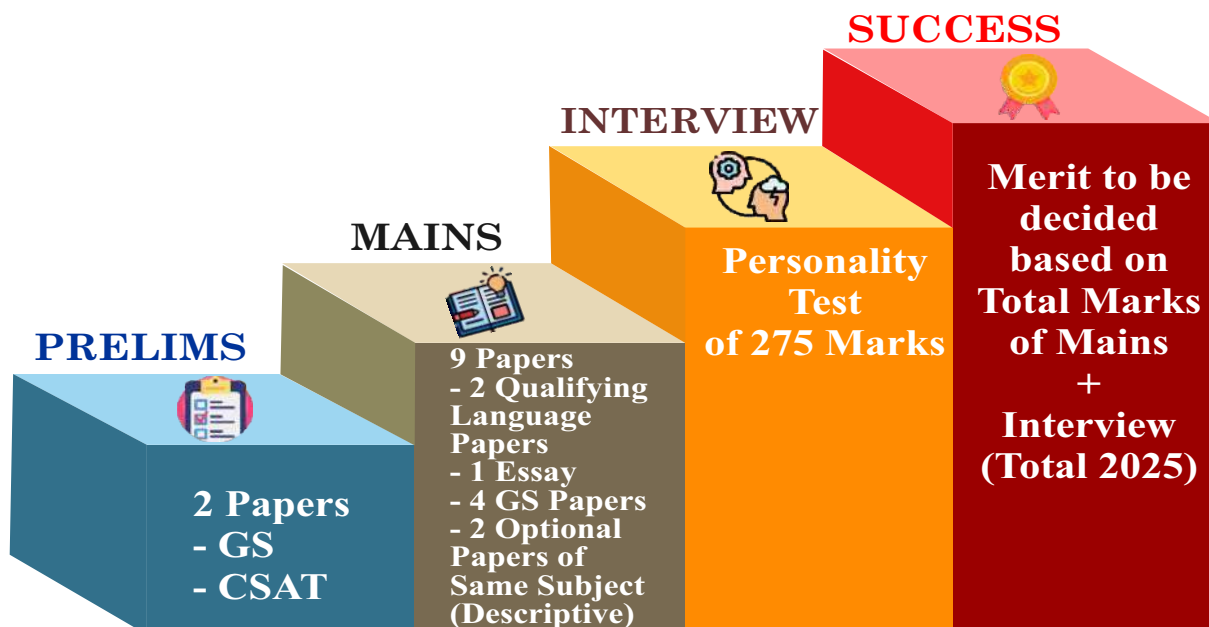 PRELIMS
2 Papers
- GS
- CSAT
MAINS
9 Papers
- 2 Qualifying
Language
Papers
- 1 Essay
- 4 GS Papers
- 2 Optional
Papers of
Same Subject
(Descriptive)
INTERVIEW
Personality
Test
of 275 Marks
SUCCESS
Merit to be
decided
based on
Total Marks
of Mains
+
Interview
(Total 2025)